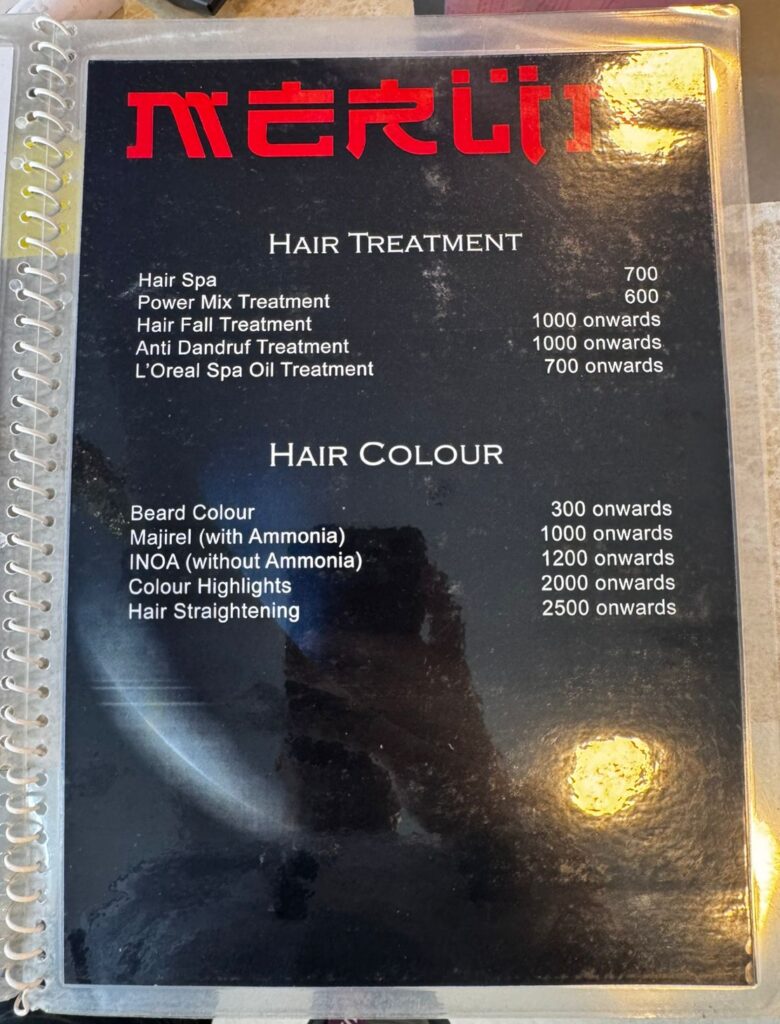 MERLIN
HAIR TREATMENT
Hair Spa 700
Power Mix Treatment 600
Hair Fall Treatment 1000 onwards
Anti Dandruf Treatment 1000 onwards
L'Oreal Spa Oil Treatment 700 onwards
HAIR COLOUR
Beard Colour 300 onwards
Majirel (with Ammonia) 1000 onwards
INOA (without Ammonia) 1200 onwards
Colour Highlights 2000 onwards
Hair Straightening 2500 onwards